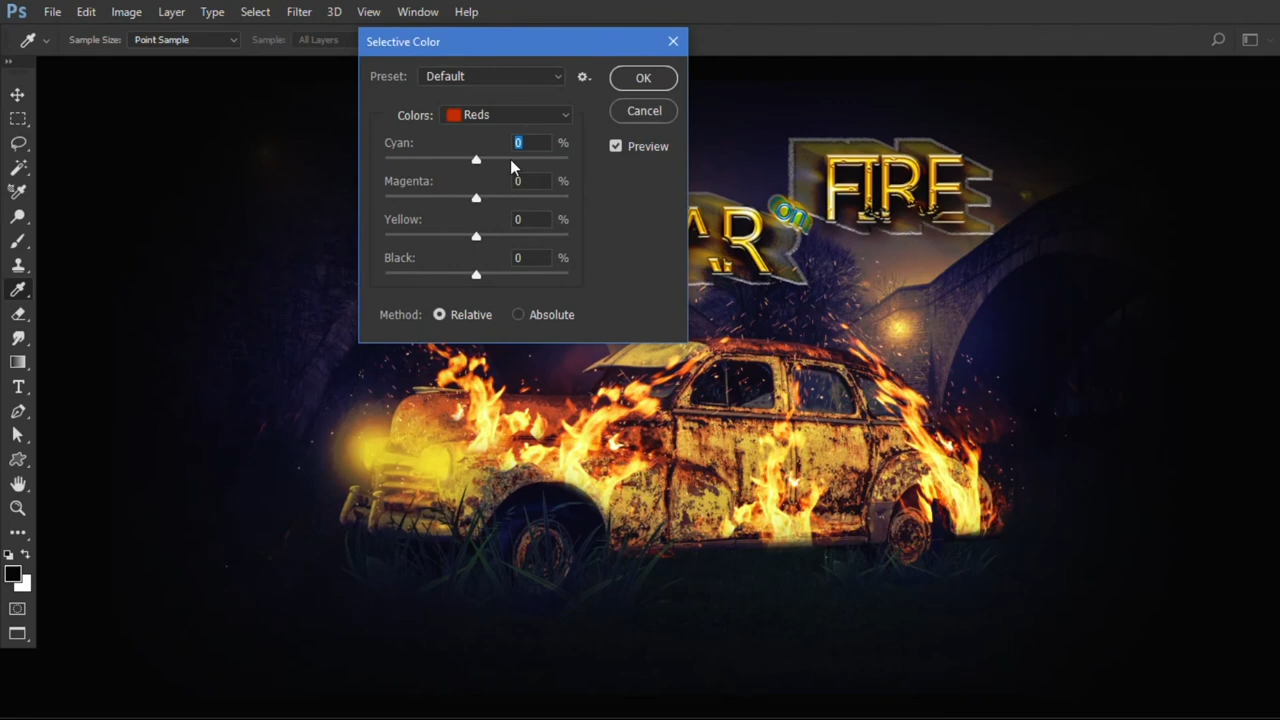 Ps File Edit Image Layer Type Select Filter 3D View Window Help
Sample Size: Point Sample Sample: All Layers
Selective Color
Preset: Default
OK
Colors: Reds
Cancel
Cyan: 0 %
Preview
Magenta: 0 %
Yellow: 0 %
Black: 0 %
Method: Relative Absolute
FIRE
on
AR
T